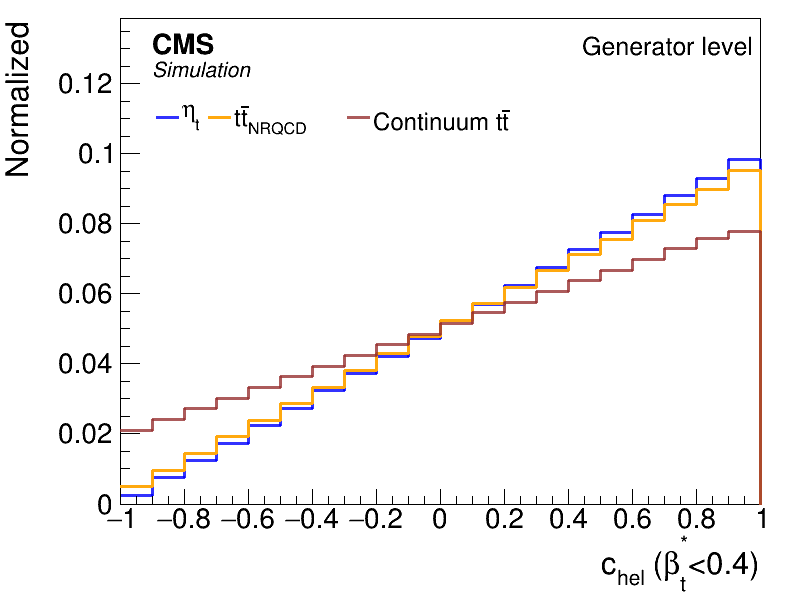 Normalized
CMS
Simulation
Generator level
η_t tt̄_NRQCD Continuum tt̄
0.12
0.1
0.08
0.06
0.04
0.02
0
−1 −0.8 −0.6 −0.4 −0.2 0 0.2 0.4 0.6 0.8 1
c_hel (β*_t<0.4)